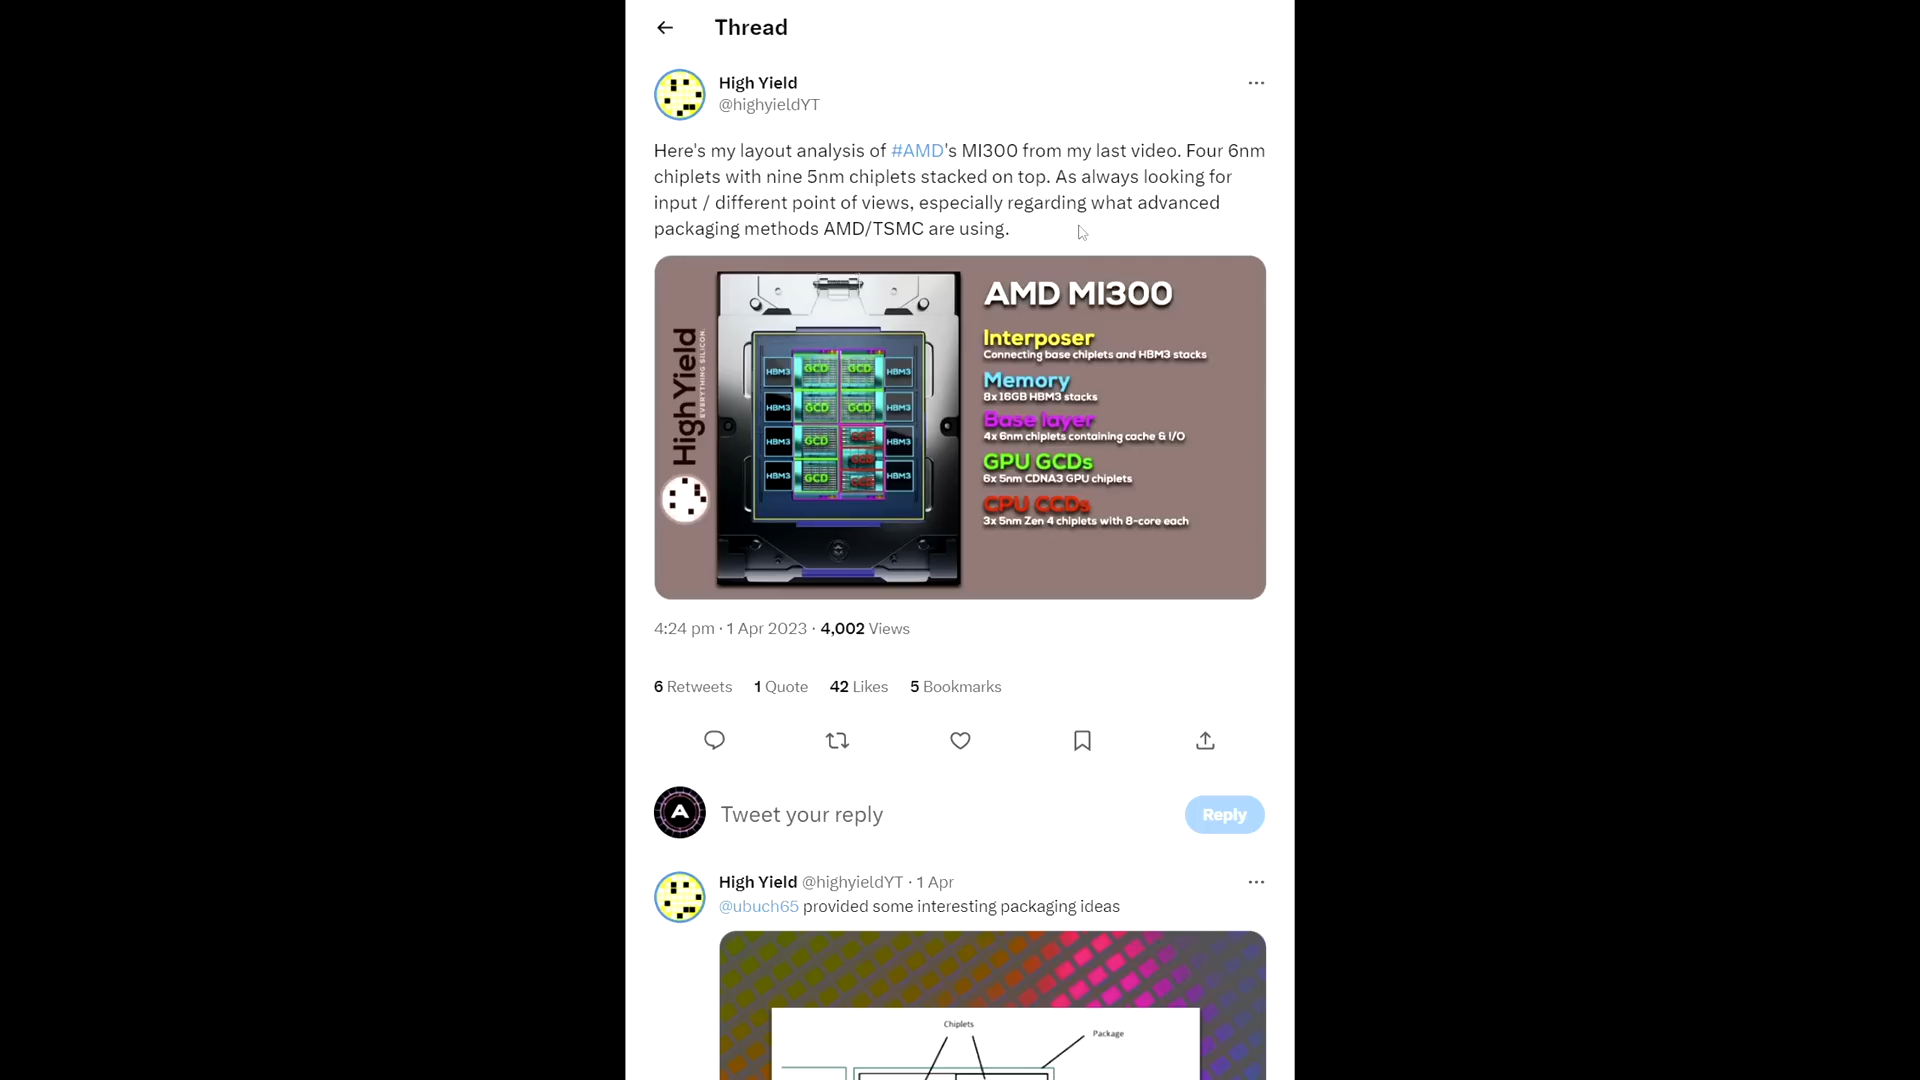 Thread
High Yield
@highyieldYT
Here's my layout analysis of #AMD's MI300 from my last video. Four 6nm
chiplets with nine 5nm chiplets stacked on top. As always looking for
input / different point of views, especially regarding what advanced
packaging methods AMD/TSMC are using.
High Yield
EVERYTHING SILICON.
HBM3 GCD GCD HBM3
HBM3 GCD GCD HBM3
HBM3 GCD CCD HBM3
CCD
HBM3 GCD CCD HBM3
AMD MI300
Interposer
Connecting base chiplets and HBM3 stacks
Memory
8x 16GB HBM3 stacks
Base layer
4x 6nm chiplets containing cache & I/O
GPU GCDs
6x 5nm CDNA3 GPU chiplets
CPU CCDs
3x 5nm Zen 4 chiplets with 8-core each
4:24 pm · 1 Apr 2023 · 4,002 Views
6 Retweets 1 Quote 42 Likes 5 Bookmarks
A
Tweet your reply
Reply
High Yield @highyieldYT · 1 Apr
@ubuch65 provided some interesting packaging ideas
Chiplets
Package